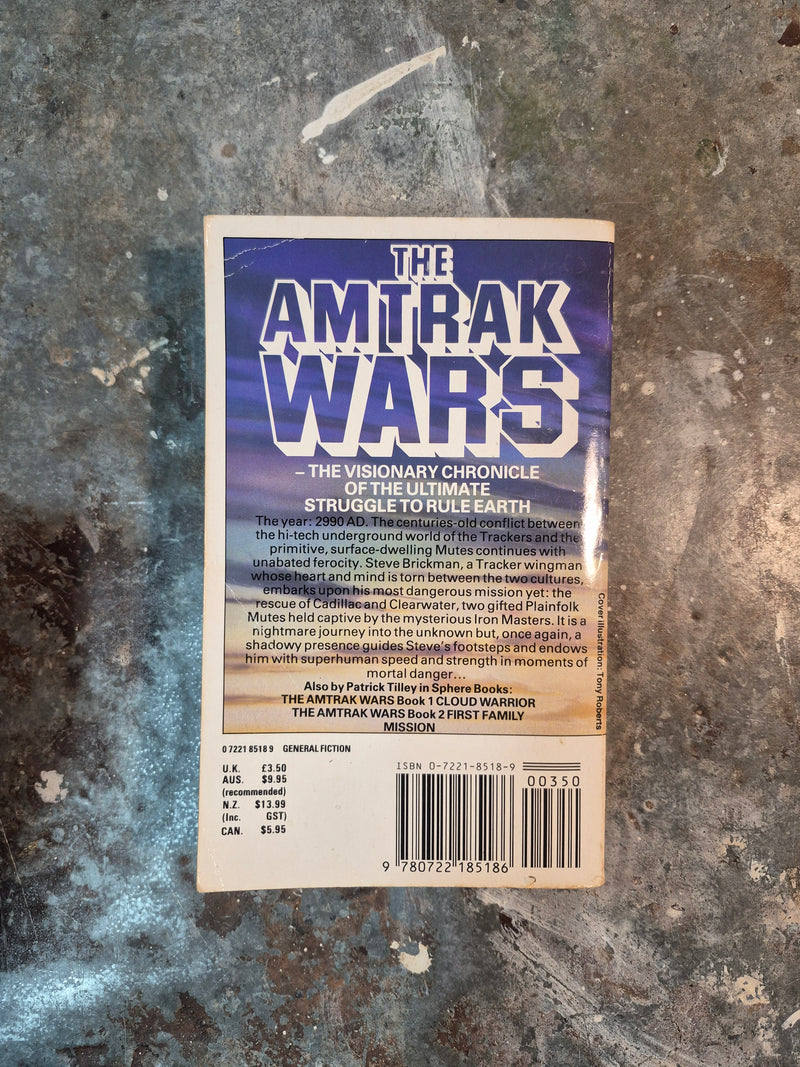 THE
AMTRAK
WARS
– THE VISIONARY CHRONICLE
OF THE ULTIMATE
STRUGGLE TO RULE EARTH
The year: 2990 AD. The centuries-old conflict between
the hi-tech underground world of the Trackers and the
primitive, surface-dwelling Mutes continues with
unabated ferocity. Steve Brickman, a Tracker wingman
whose heart and mind is torn between the two cultures,
embarks upon his most dangerous mission yet: the
rescue of Cadillac and Clearwater, two gifted Plainfolk
Mutes held captive by the mysterious Iron Masters. It is a
nightmare journey into the unknown but, once again, a
shadowy presence guides Steve's footsteps and endows
him with superhuman speed and strength in moments of
mortal danger...
Also by Patrick Tilley in Sphere Books:
THE AMTRAK WARS Book 1 CLOUD WARRIOR
THE AMTRAK WARS Book 2 FIRST FAMILY
MISSION
Cover illustration: Tony Roberts
0 7221 8518 9 GENERAL FICTION
U.K. £3.50
AUS. $9.95
(recommended)
N.Z. $13.99
(Inc. GST)
CAN. $5.95
ISBN 0-7221-8518-9
00350
9 780722 185186